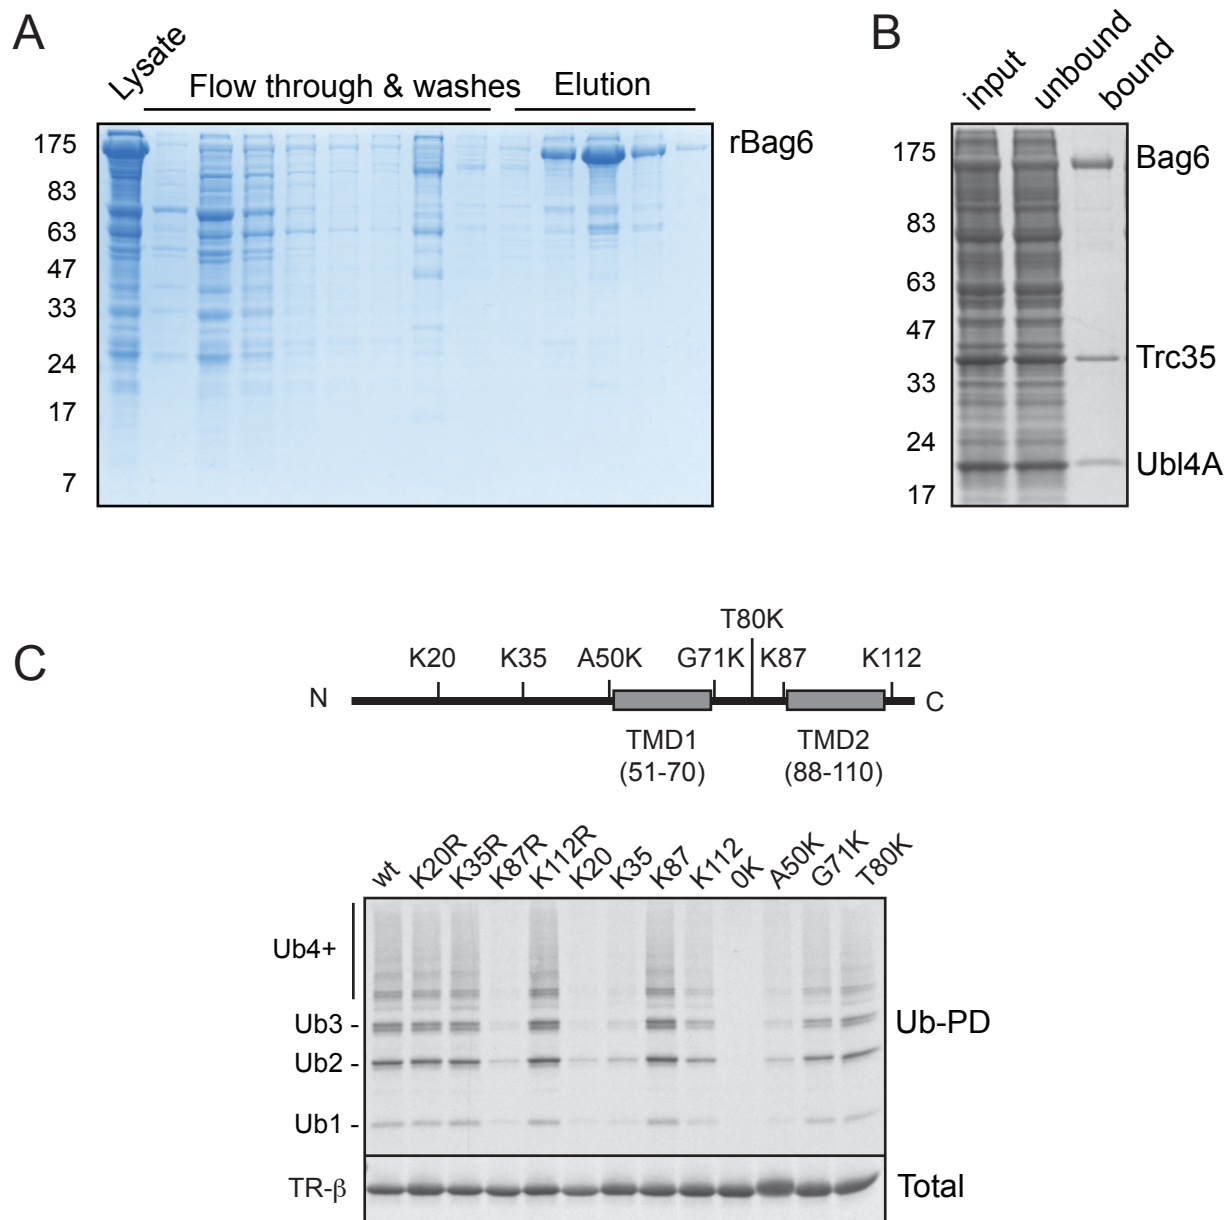 A
Lysate
Flow through & washes
Elution
175
83
63
47
33
24
17
7
rBag6
B
input
unbound
bound
175
83
63
47
33
24
17
Bag6
Trc35
Ubl4A
C
T80K
K20 K35 A50K G71K K87 K112
N
C
TMD1 TMD2
(51-70) (88-110)
wt K20R K35R K87R K112R K20 K35 K87 K112 0K A50K G71K T80K
Ub4+
Ub3 -
Ub2 -
Ub1 -
Ub-PD
TR-β
Total